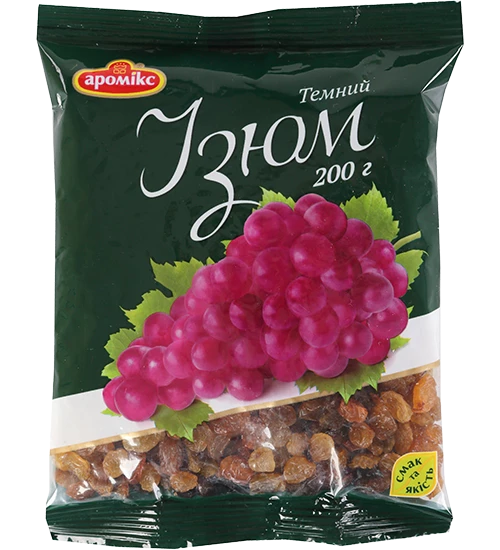 аромікс
Темний
Ізюм
200 г
смак
та
якість